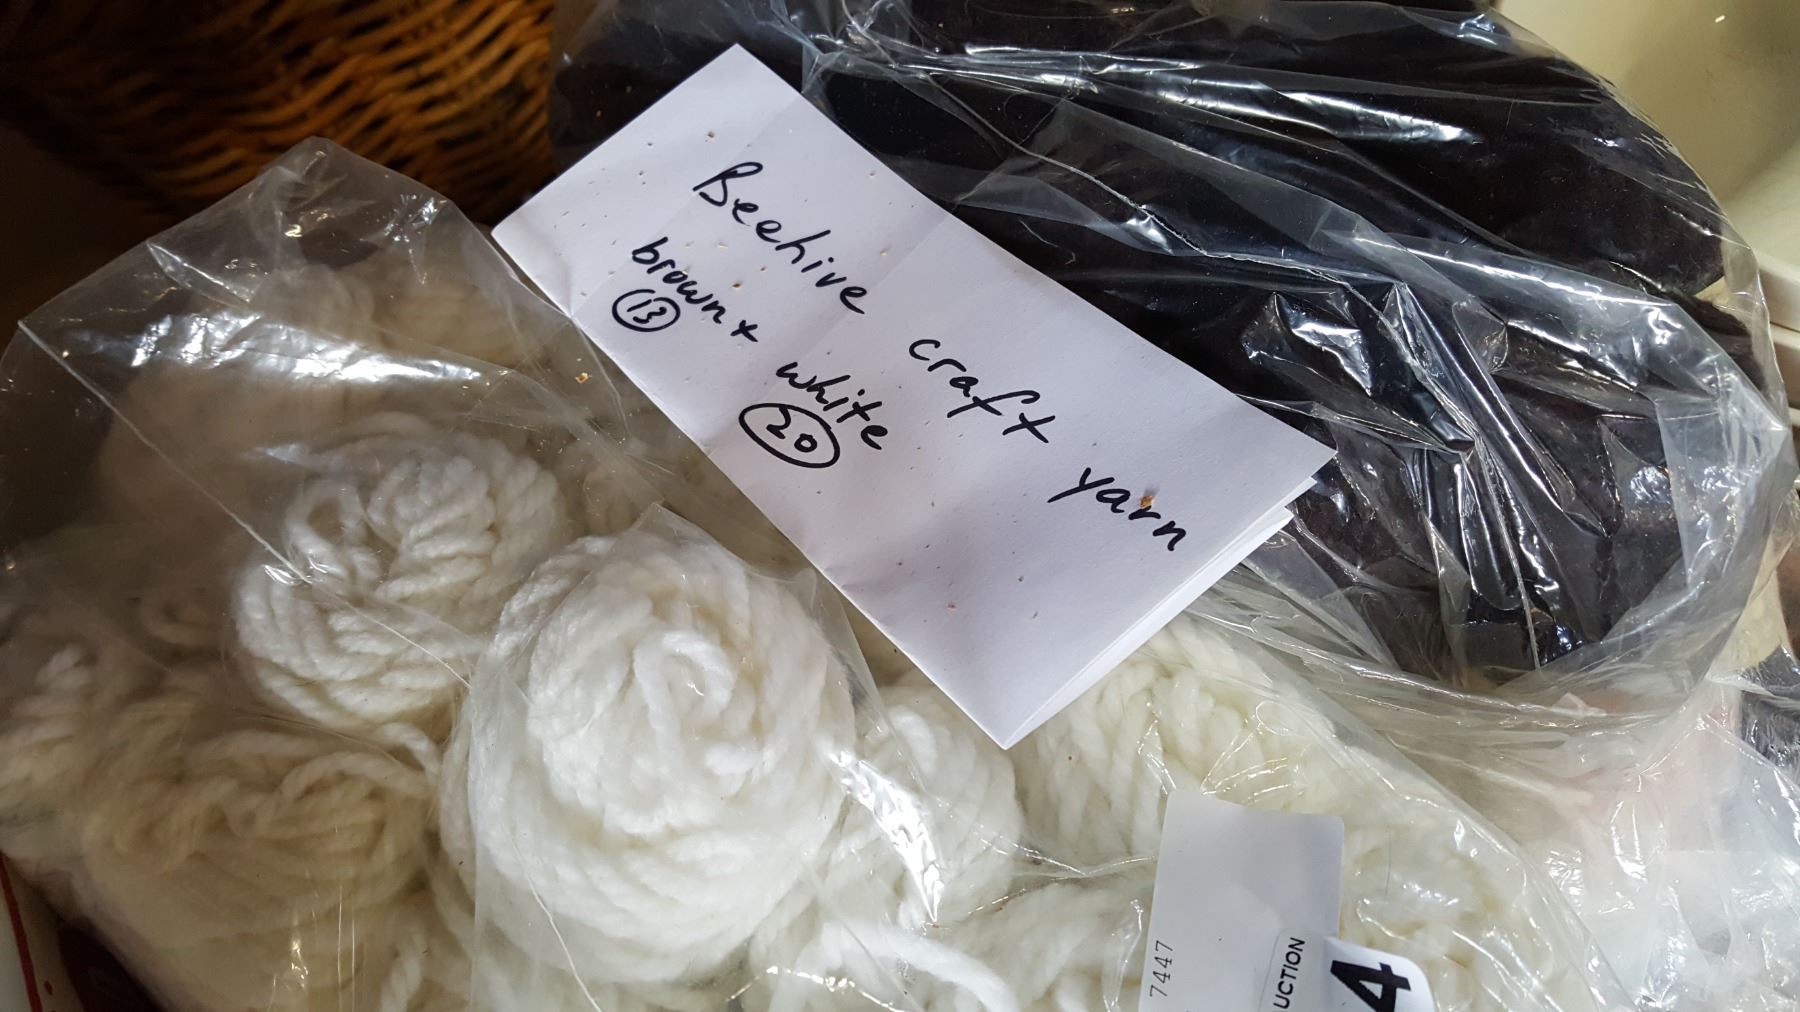 Beehive craft yarn
brown + white
13 20
7447
UCTION
4